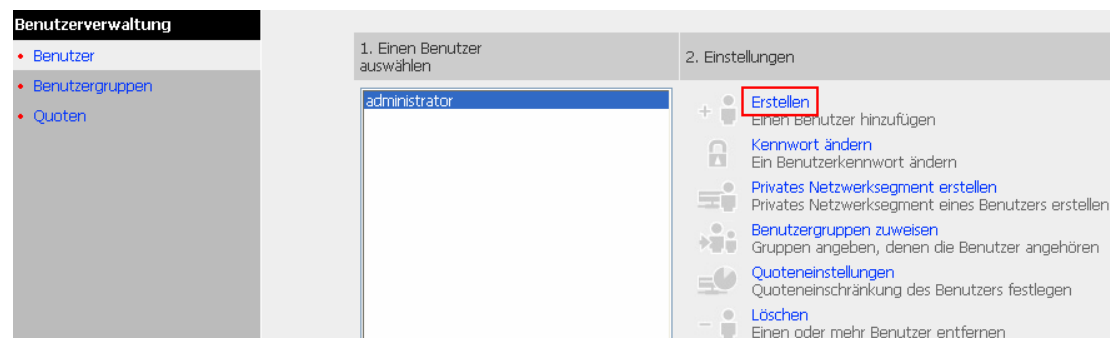 Benutzerverwaltung
Benutzer
Benutzergruppen
Quoten
1. Einen Benutzer
auswählen
administrator
2. Einstellungen
Erstellen
Einen Benutzer hinzufügen
Kennwort ändern
Ein Benutzerkennwort ändern
Privates Netzwerksegment erstellen
Privates Netzwerksegment eines Benutzers erstellen
Benutzergruppen zuweisen
Gruppen angeben, denen die Benutzer angehören
Quoteneinstellungen
Quoteneinschränkung des Benutzers festlegen
Löschen
Einen oder mehr Benutzer entfernen